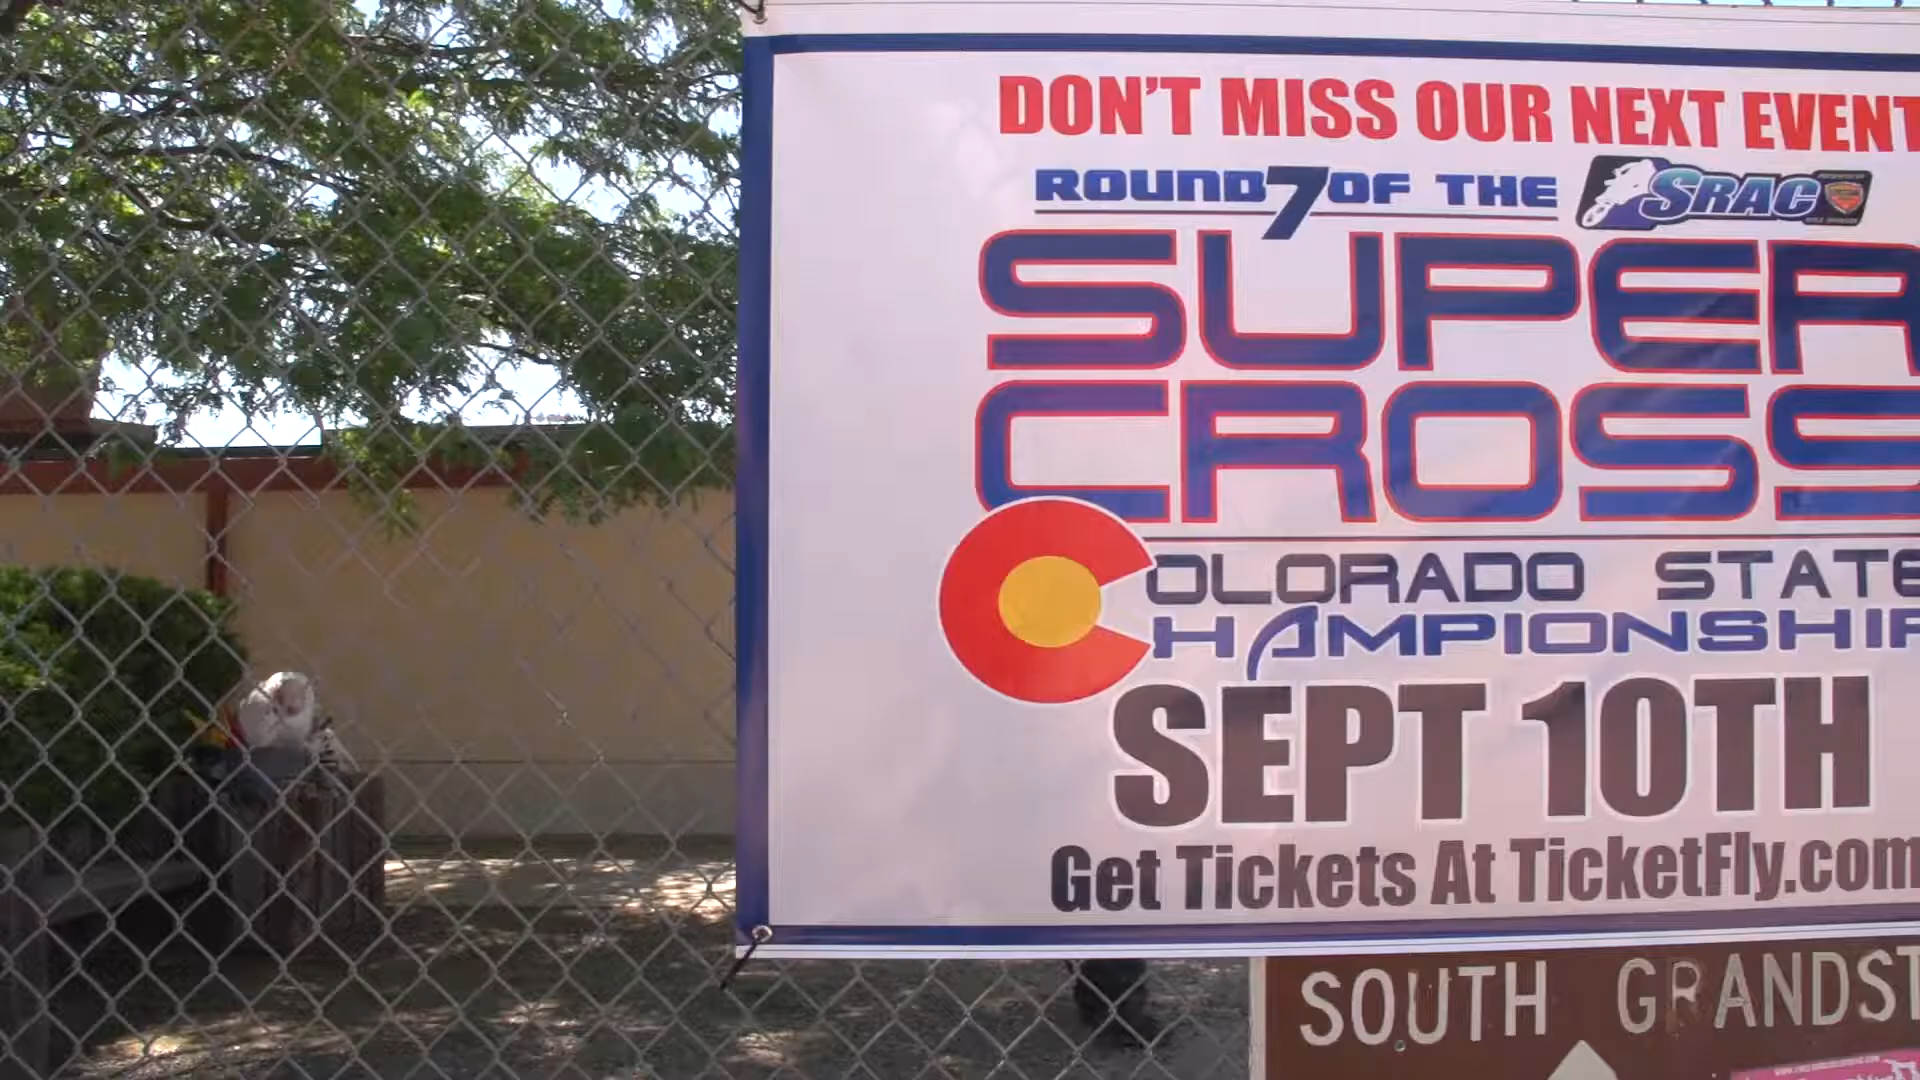 DON'T MISS OUR NEXT EVENT
ROUND 7 OF THE SRAC
SUPER
CROSS
COLORADO STATE
CHAMPIONSHIP
SEPT 10TH
Get Tickets At TicketFly.com
SOUTH GRANDST